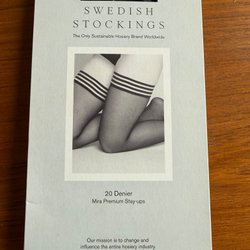 SWEDISH
STOCKINGS
The Only Sustainable Hosiery Brand Worldwide
20 Denier
Mira Premium Stay-ups
Our mission is to change and
influence the entire hosiery industry.